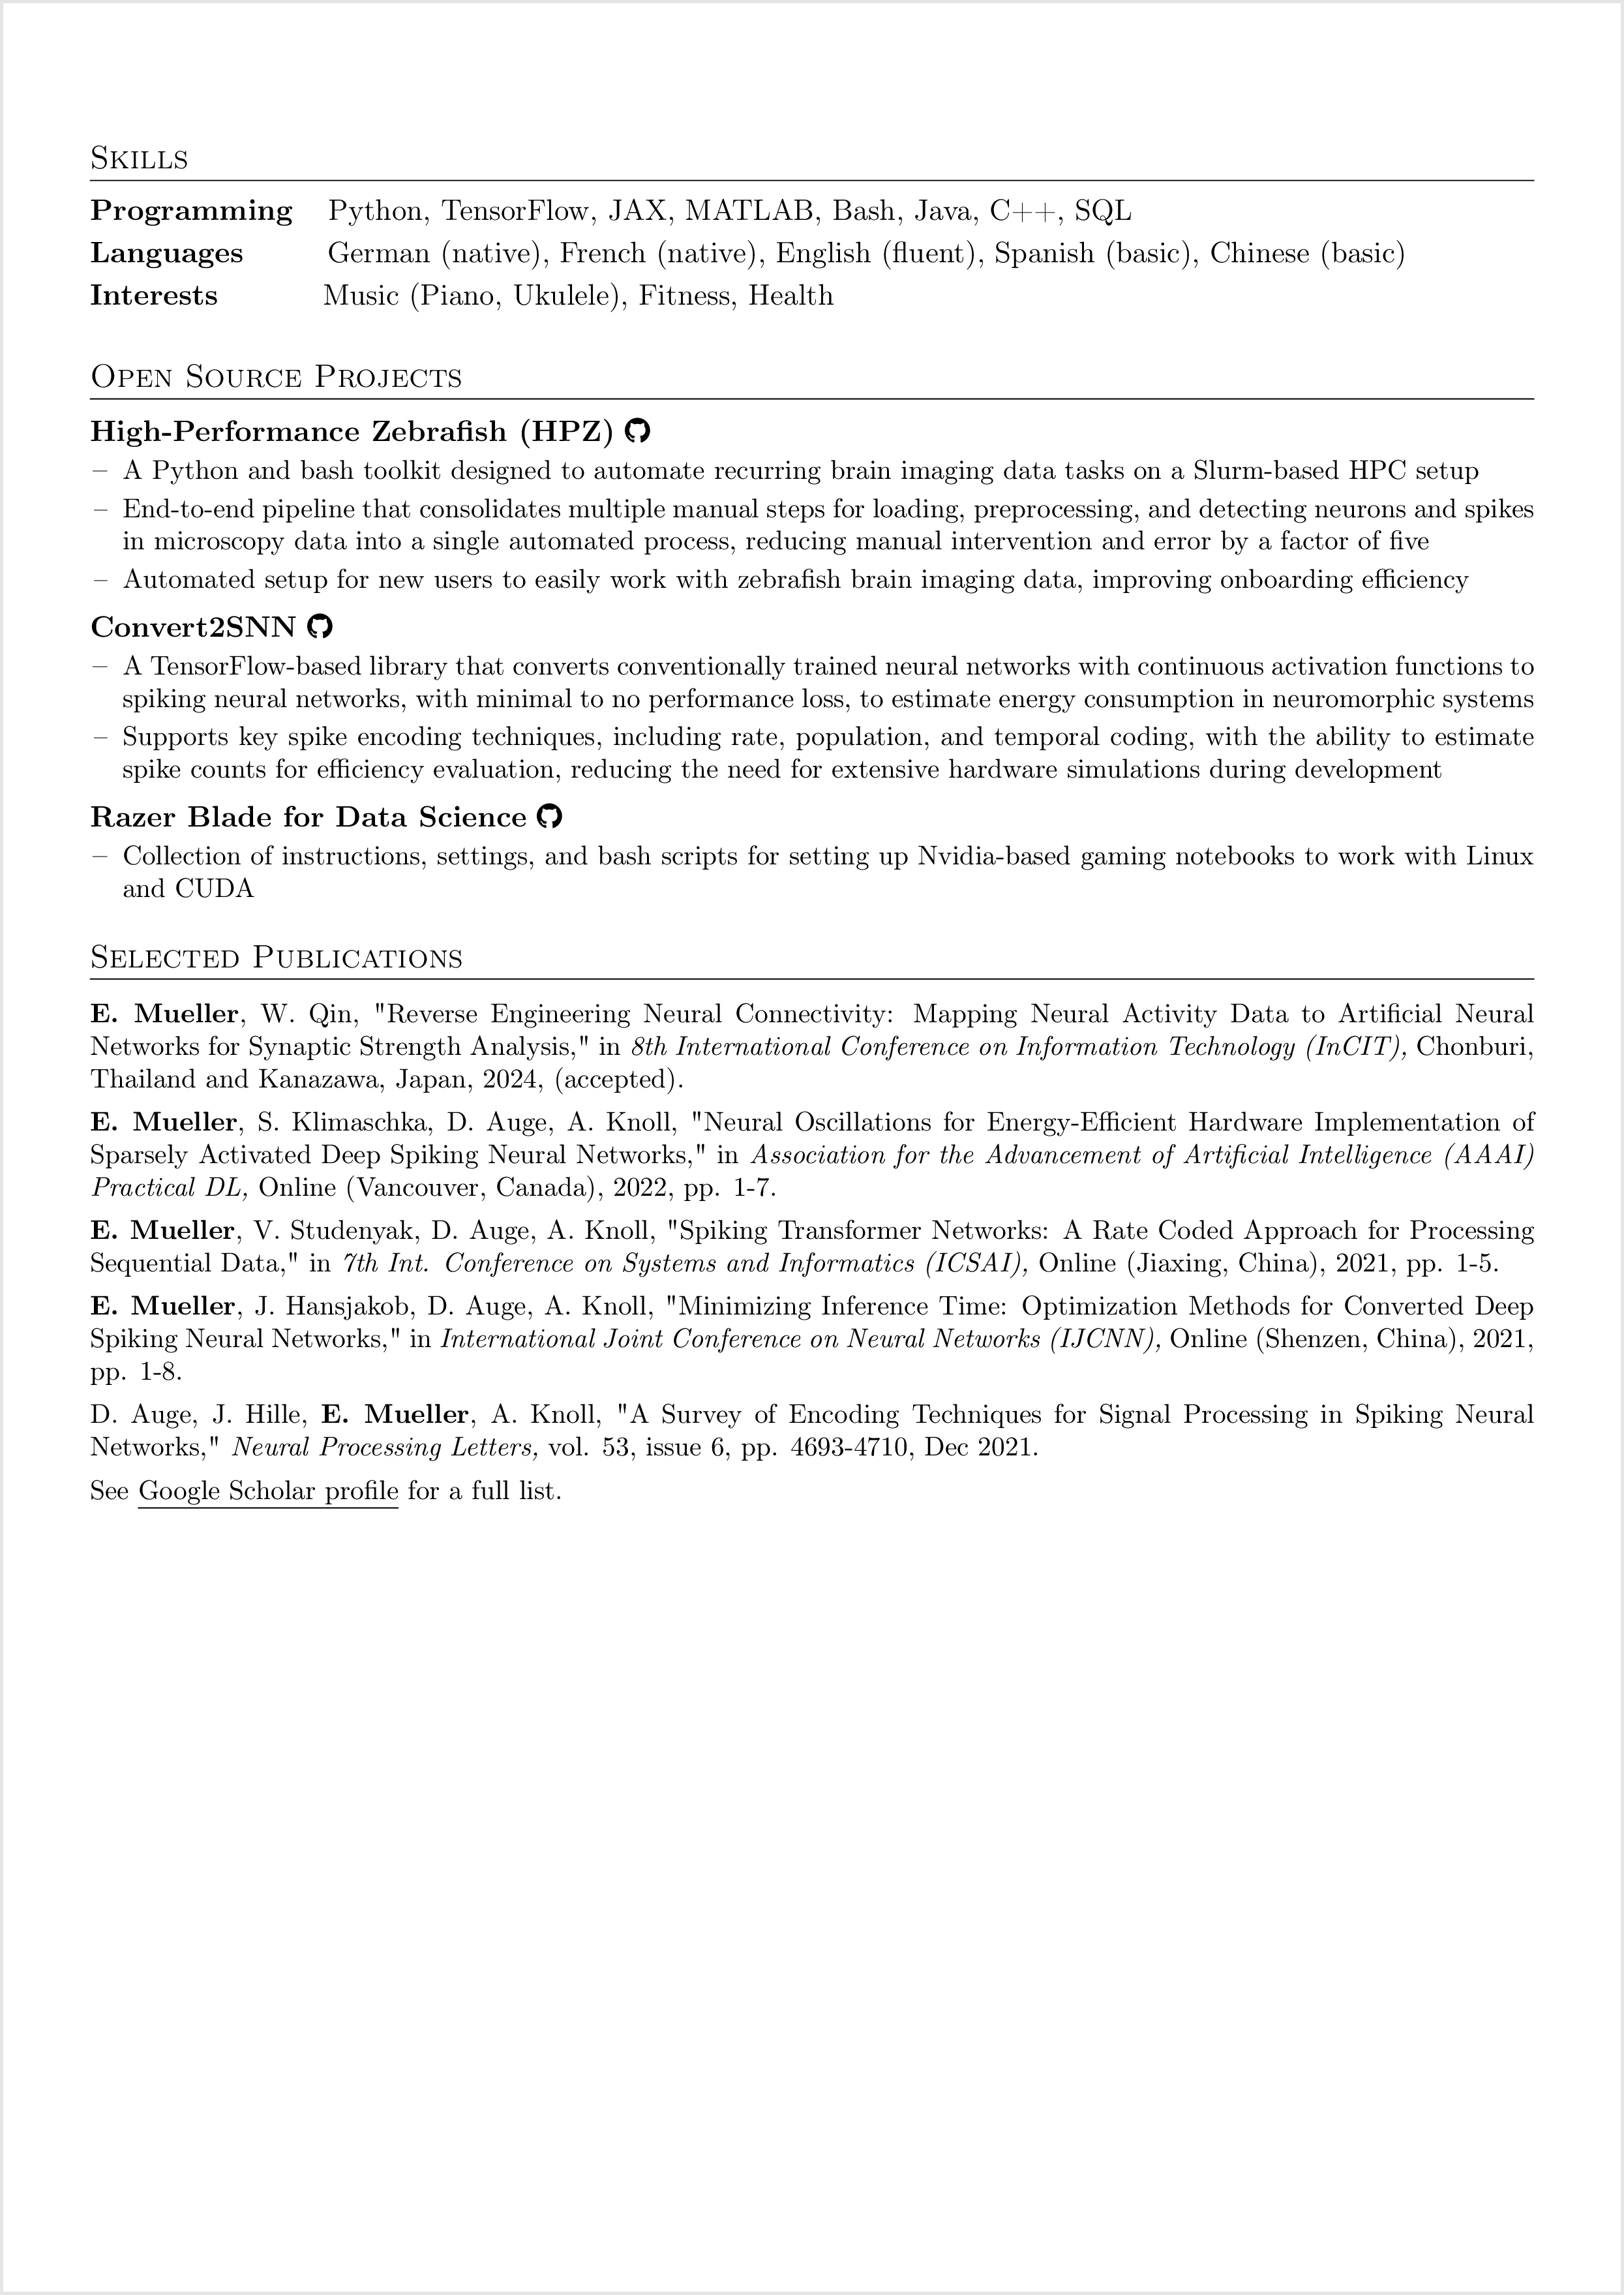 Skills
Programming Python, TensorFlow, JAX, MATLAB, Bash, Java, C++, SQL
Languages German (native), French (native), English (fluent), Spanish (basic), Chinese (basic)
Interests Music (Piano, Ukulele), Fitness, Health
Open Source Projects
High-Performance Zebrafish (HPZ)
– A Python and bash toolkit designed to automate recurring brain imaging data tasks on a Slurm-based HPC setup
– End-to-end pipeline that consolidates multiple manual steps for loading, preprocessing, and detecting neurons and spikes
in microscopy data into a single automated process, reducing manual intervention and error by a factor of five
– Automated setup for new users to easily work with zebrafish brain imaging data, improving onboarding efficiency
Convert2SNN
– A TensorFlow-based library that converts conventionally trained neural networks with continuous activation functions to
spiking neural networks, with minimal to no performance loss, to estimate energy consumption in neuromorphic systems
– Supports key spike encoding techniques, including rate, population, and temporal coding, with the ability to estimate
spike counts for efficiency evaluation, reducing the need for extensive hardware simulations during development
Razer Blade for Data Science
– Collection of instructions, settings, and bash scripts for setting up Nvidia-based gaming notebooks to work with Linux
and CUDA
Selected Publications
E. Mueller, W. Qin, "Reverse Engineering Neural Connectivity: Mapping Neural Activity Data to Artificial Neural
Networks for Synaptic Strength Analysis," in 8th International Conference on Information Technology (InCIT), Chonburi,
Thailand and Kanazawa, Japan, 2024, (accepted).
E. Mueller, S. Klimaschka, D. Auge, A. Knoll, "Neural Oscillations for Energy-Efficient Hardware Implementation of
Sparsely Activated Deep Spiking Neural Networks," in Association for the Advancement of Artificial Intelligence (AAAI)
Practical DL, Online (Vancouver, Canada), 2022, pp. 1-7.
E. Mueller, V. Studenyak, D. Auge, A. Knoll, "Spiking Transformer Networks: A Rate Coded Approach for Processing
Sequential Data," in 7th Int. Conference on Systems and Informatics (ICSAI), Online (Jiaxing, China), 2021, pp. 1-5.
E. Mueller, J. Hansjakob, D. Auge, A. Knoll, "Minimizing Inference Time: Optimization Methods for Converted Deep
Spiking Neural Networks," in International Joint Conference on Neural Networks (IJCNN), Online (Shenzen, China), 2021,
pp. 1-8.
D. Auge, J. Hille, E. Mueller, A. Knoll, "A Survey of Encoding Techniques for Signal Processing in Spiking Neural
Networks," Neural Processing Letters, vol. 53, issue 6, pp. 4693-4710, Dec 2021.
See Google Scholar profile for a full list.